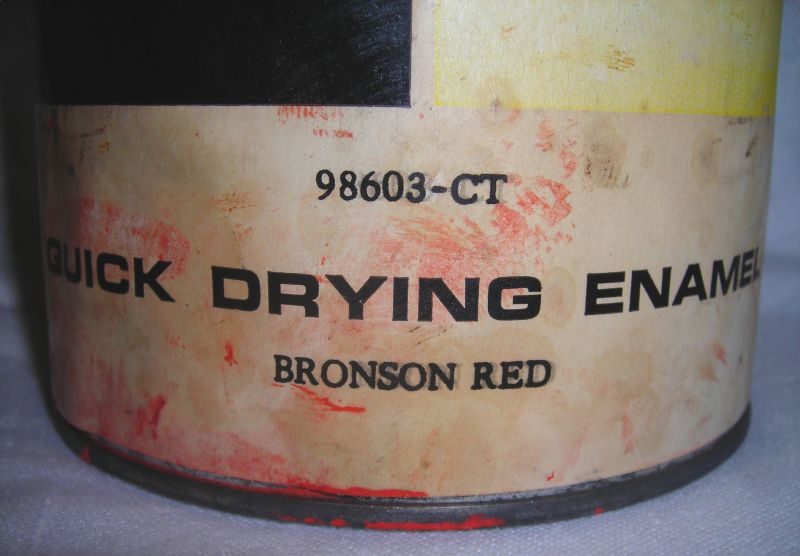 98603-CT
QUICK DRYING ENAMEL
BRONSON RED